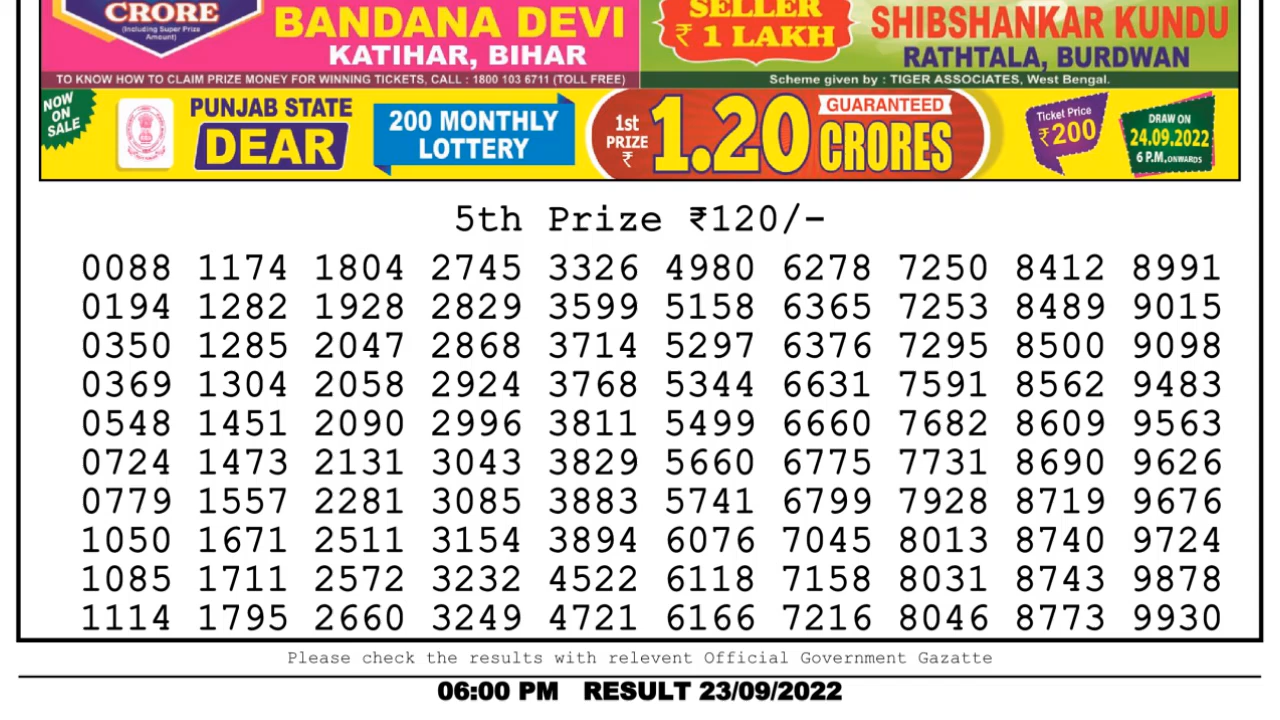 CRORE
(Including Super Prize
Amount)
BANDANA DEVI
KATIHAR, BIHAR
SELLER
₹ 1 LAKH
SHIBSHANKAR KUNDU
RATHTALA, BURDWAN
TO KNOW HOW TO CLAIM PRIZE MONEY FOR WINNING TICKETS, CALL : 1800 103 6711 (TOLL FREE)
Scheme given by : TIGER ASSOCIATES, West Bengal.
NOW
ON
SALE
PUNJAB STATE
DEAR
200 MONTHLY
LOTTERY
1st
PRIZE
₹
1.20
GUARANTEED
CRORES
Ticket Price
₹200
DRAW ON
24.09.2022
6 P.M, ONWARDS
5th Prize ₹120/-
0088 1174 1804 2745 3326 4980 6278 7250 8412 8991
0194 1282 1928 2829 3599 5158 6365 7253 8489 9015
0350 1285 2047 2868 3714 5297 6376 7295 8500 9098
0369 1304 2058 2924 3768 5344 6631 7591 8562 9483
0548 1451 2090 2996 3811 5499 6660 7682 8609 9563
0724 1473 2131 3043 3829 5660 6775 7731 8690 9626
0779 1557 2281 3085 3883 5741 6799 7928 8719 9676
1050 1671 2511 3154 3894 6076 7045 8013 8740 9724
1085 1711 2572 3232 4522 6118 7158 8031 8743 9878
1114 1795 2660 3249 4721 6166 7216 8046 8773 9930
Please check the results with relevent Official Government Gazatte
06:00 PM RESULT 23/09/2022